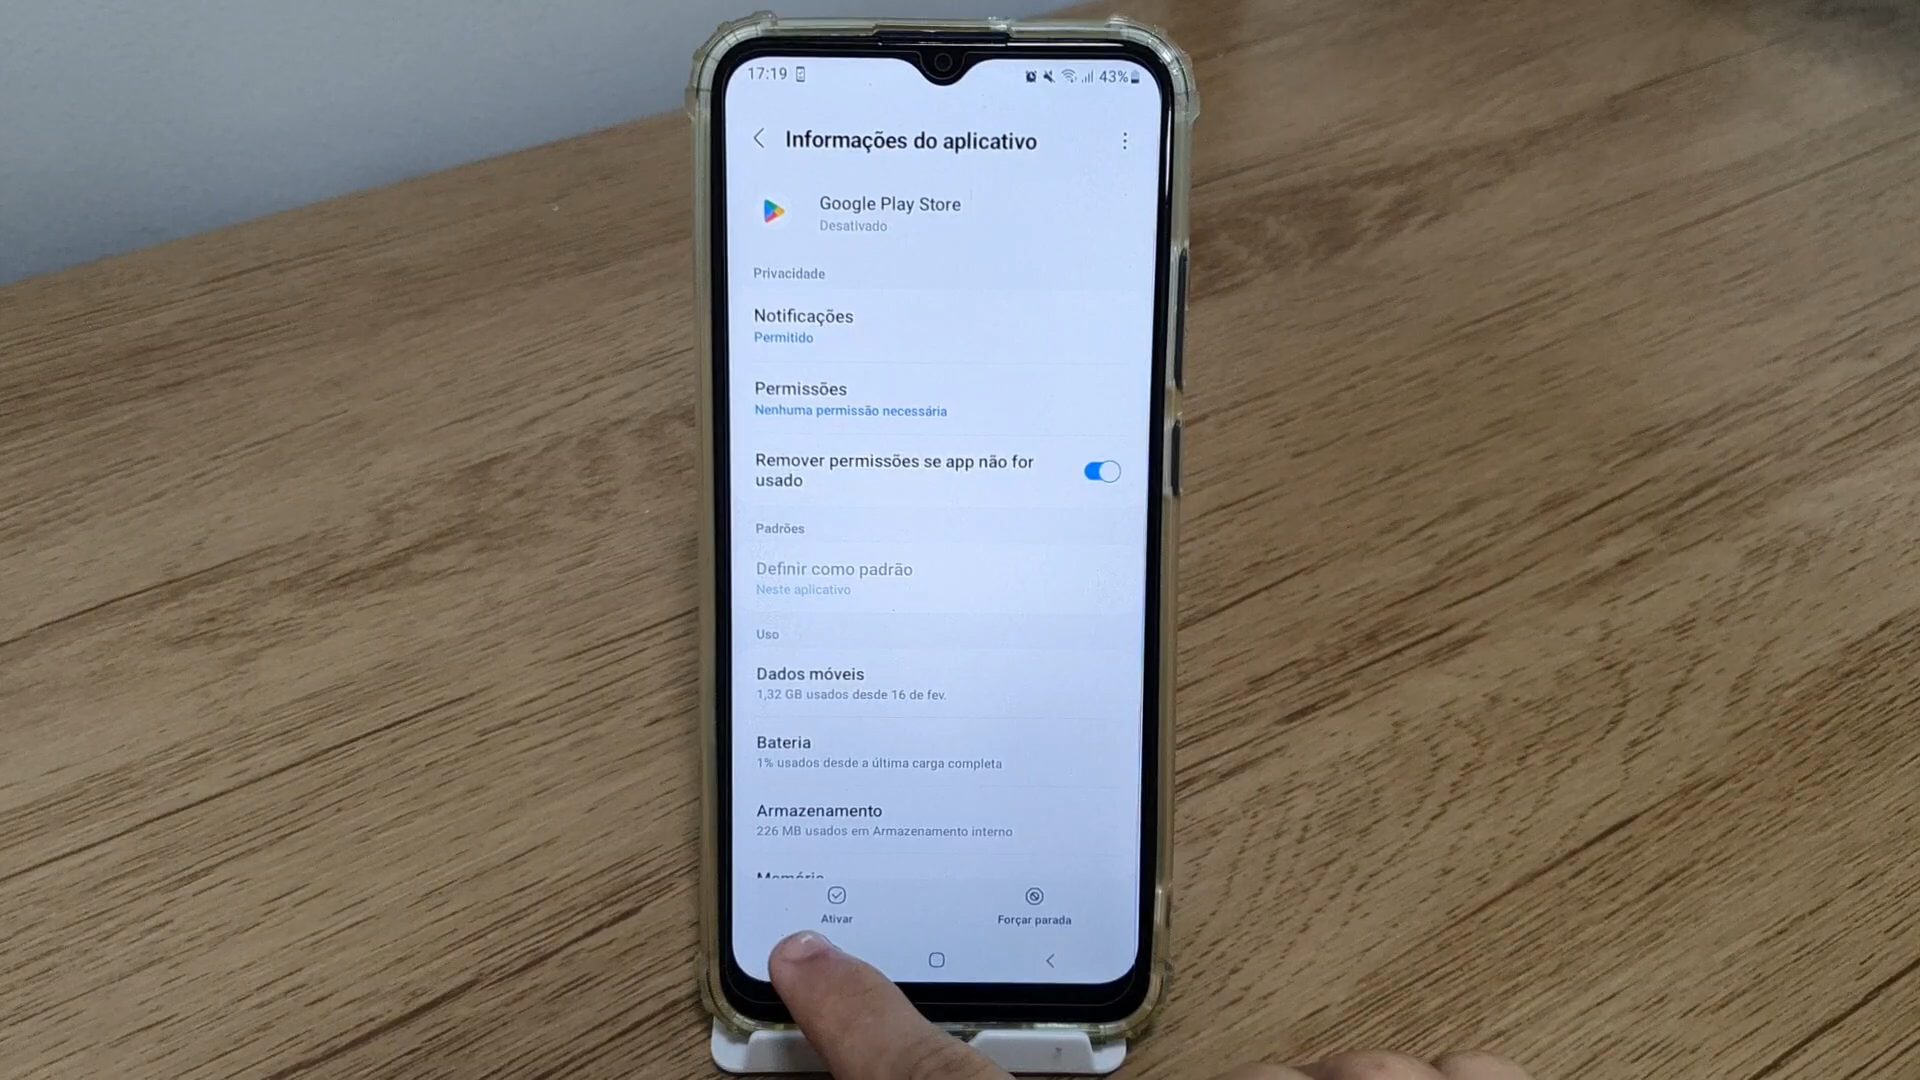 17:19
43%
Informações do aplicativo
Google Play Store
Desativado
Privacidade
Notificações
Permitido
Permissões
Nenhuma permissão necessária
Remover permissões se app não for
usado
Padrões
Definir como padrão
Neste aplicativo
Uso
Dados móveis
1,32 GB usados desde 16 de fev.
Bateria
1% usados desde a última carga completa
Armazenamento
226 MB usados em Armazenamento interno
Memória
Ativar
Forçar parada